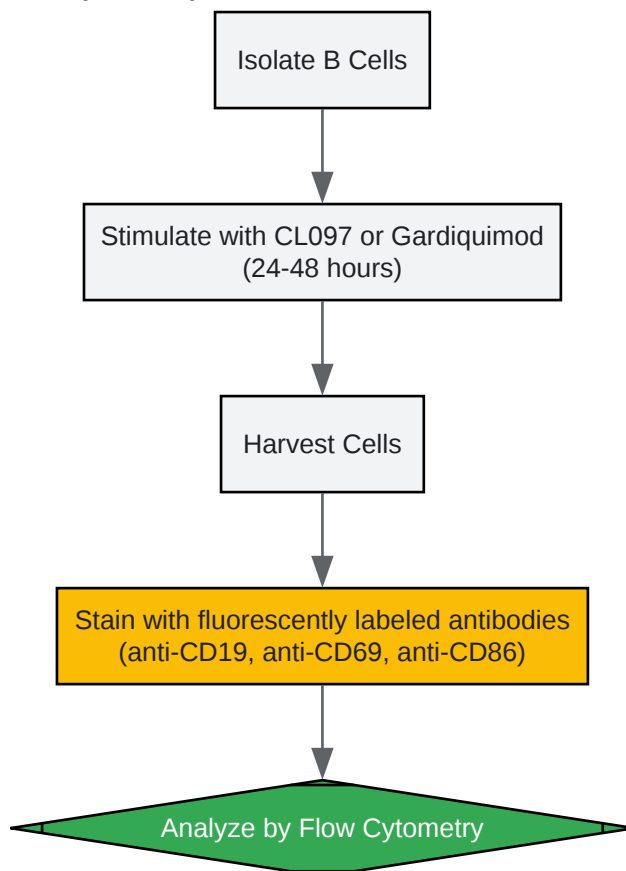 Isolate B Cells
Stimulate with CL097 or Gardiquimod
(24-48 hours)
Harvest Cells
Stain with fluorescently labeled antibodies
(anti-CD19, anti-CD69, anti-CD86)
Analyze by Flow Cytometry